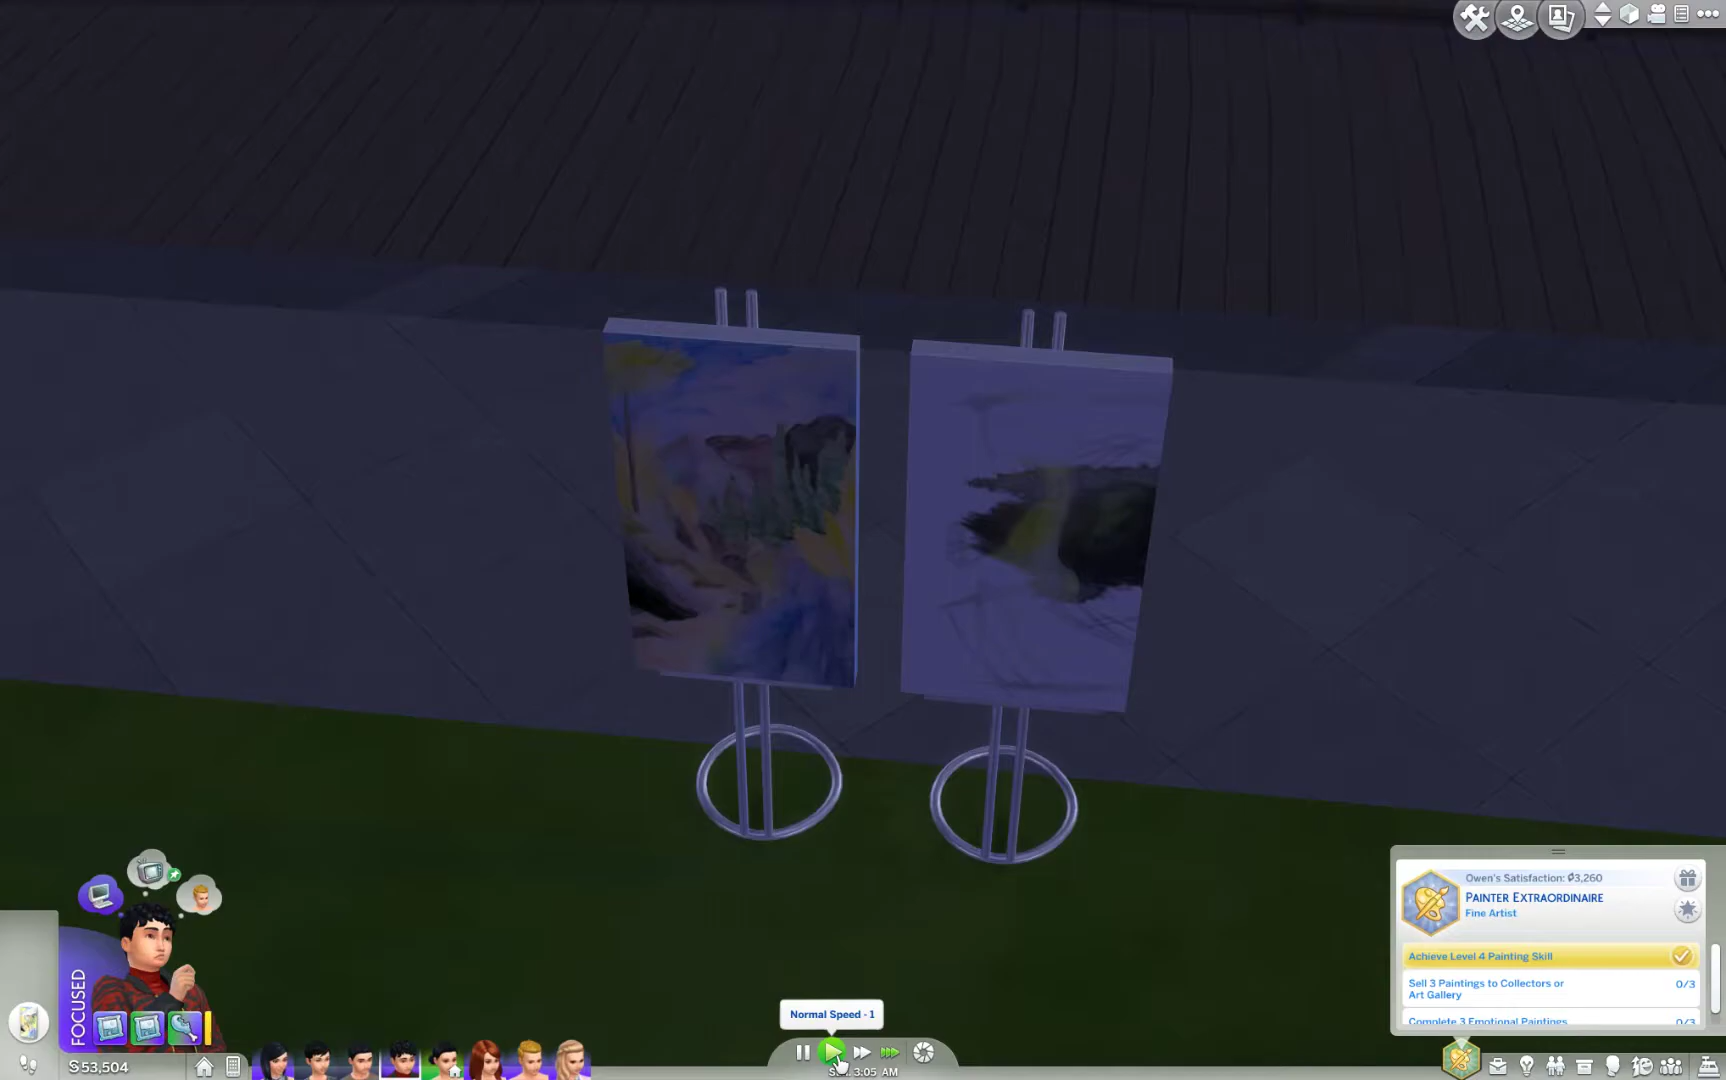 Owen's Satisfaction: 3,260
PAINTER EXTRAORDINAIRE
Fine Artist
Achieve Level 4 Painting Skill
Sell 3 Paintings to Collectors or
Art Gallery
0/3
Complete 3 Emotional Paintings
0/3
FOCUSED
Normal Speed - 1
§53,504
3:05 AM